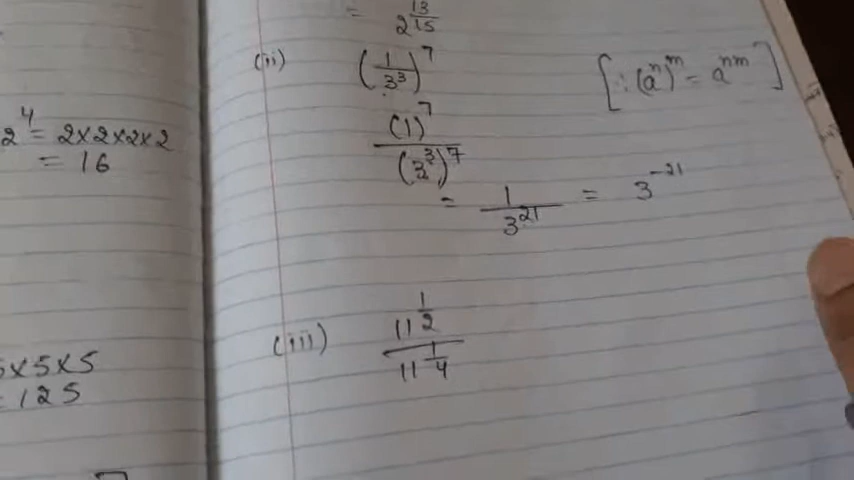 2^4 = 2×2×2×2
= 16
5×5×5
= 125
= 2^(13/15)
(ii) (1/3^3)^7 [∵ (a^n)^m = a^(nm)]
(1)^7/(3^3)^7
= 1/3^21 = 3^-21
(iii) 11^(1/2)/11^(1/4)